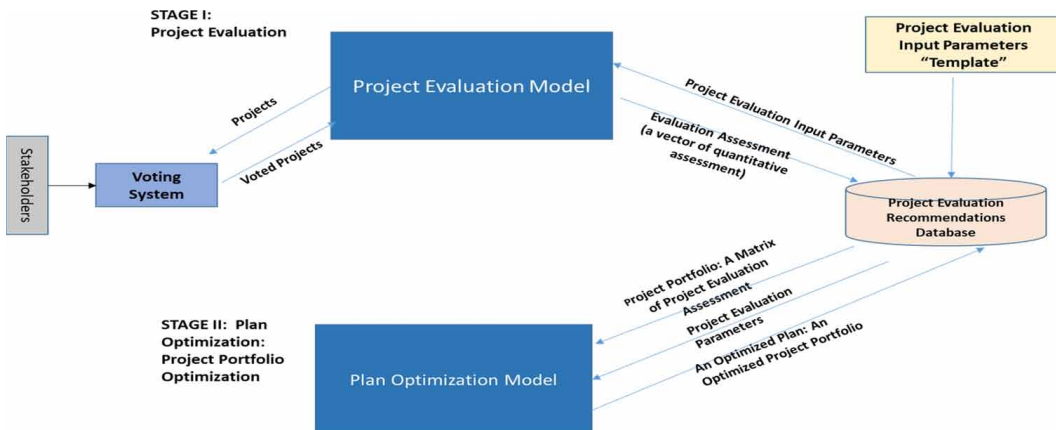 STAGE I:
Project Evaluation
Project Evaluation Model
Project Evaluation
Input Parameters
“Template”
Projects
Voted Projects
Project Evaluation Input Parameters
Evaluation Assessment
(a vector of quantitative
assessment)
Stakeholders
Voting
System
Project Evaluation
Recommendations
Database
Project Portfolio: A Matrix
of Project Evaluation
Assessment
Project Evaluation
Parameters
An Optimized Plan: An
Optimized Project Portfolio
STAGE II: Plan
Optimization:
Project Portfolio
Optimization
Plan Optimization Model